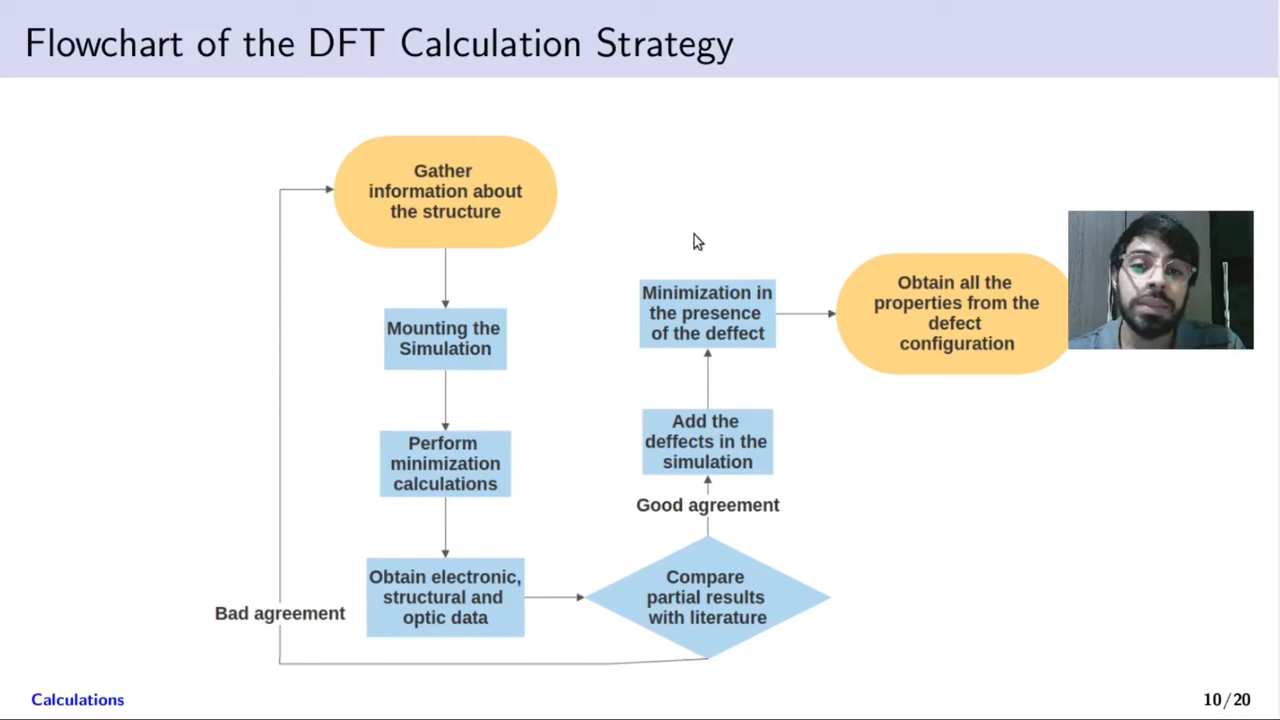 Flowchart of the DFT Calculation Strategy
Gather
information about
the structure
Mounting the
Simulation
Perform
minimization
calculations
Obtain electronic,
structural and
optic data
Bad agreement
Compare
partial results
with literature
Good agreement
Add the
deffects in the
simulation
Minimization in
the presence
of the deffect
Obtain all the
properties from the
defect
configuration
Calculations
10/20